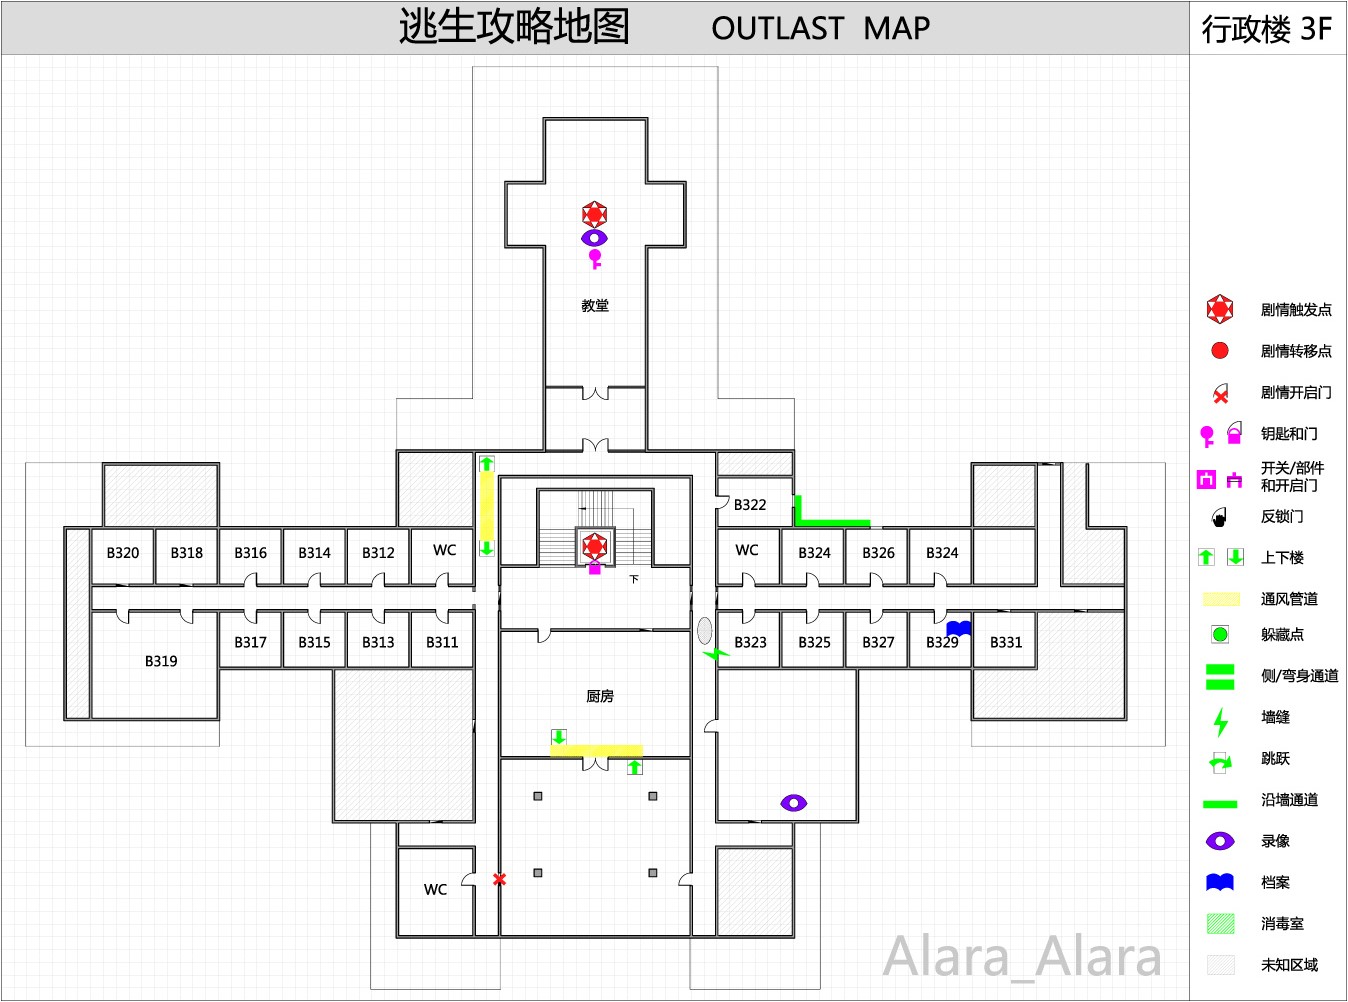 逃生攻略地图 OUTLAST MAP
行政楼 3F
教堂
B322
B320
B318
B316
B314
B312
WC
下
WC
B324
B326
B324
B319
B317
B315
B313
B311
B323
B325
B327
B329
B331
厨房
WC
剧情触发点
剧情转移点
剧情开启门
钥匙和门
开关/部件
和开启门
反锁门
上下楼
通风管道
躲藏点
侧/弯身通道
墙缝
跳跃
沿墙通道
录像
档案
消毒室
未知区域
Alara_Alara